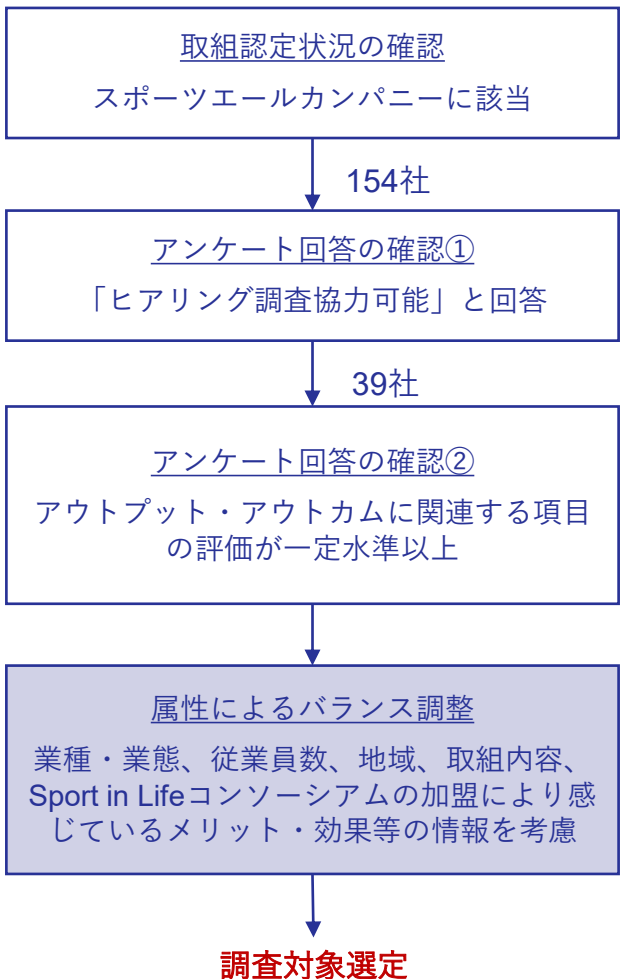 取組認定状況の確認
スポーツエールカンパニーに該当
154社
アンケート回答の確認①
「ヒアリング調査協力可能」と回答
39社
アンケート回答の確認②
アウトプット・アウトカムに関連する項目
の評価が一定水準以上
属性によるバランス調整
業種・業態、従業員数、地域、取組内容、
Sport in Lifeコンソーシアムの加盟により感
じているメリット・効果等の情報を考慮
調査対象選定